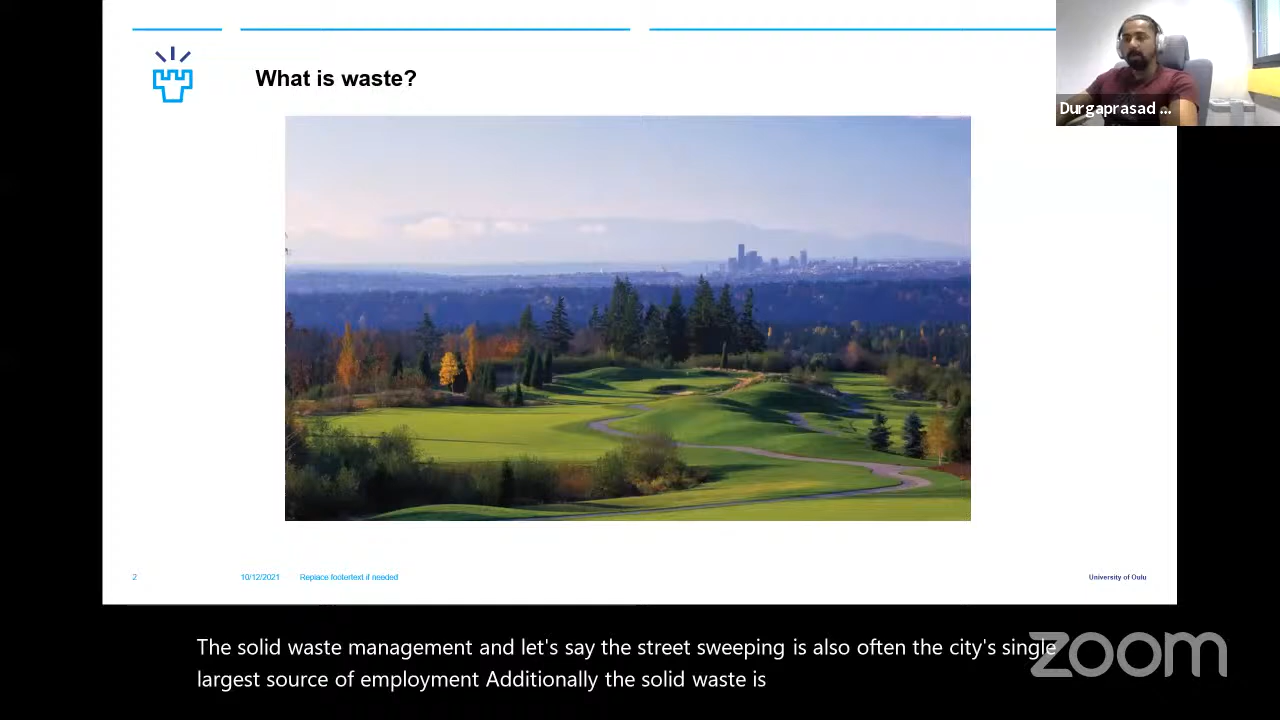 What is waste?
Durgaprasad ...
2
10/12/2021
Replace footertext if needed
University of Oulu
The solid waste management and let's say the street sweeping is also often the city's single
largest source of employment Additionally the solid waste is
zoom